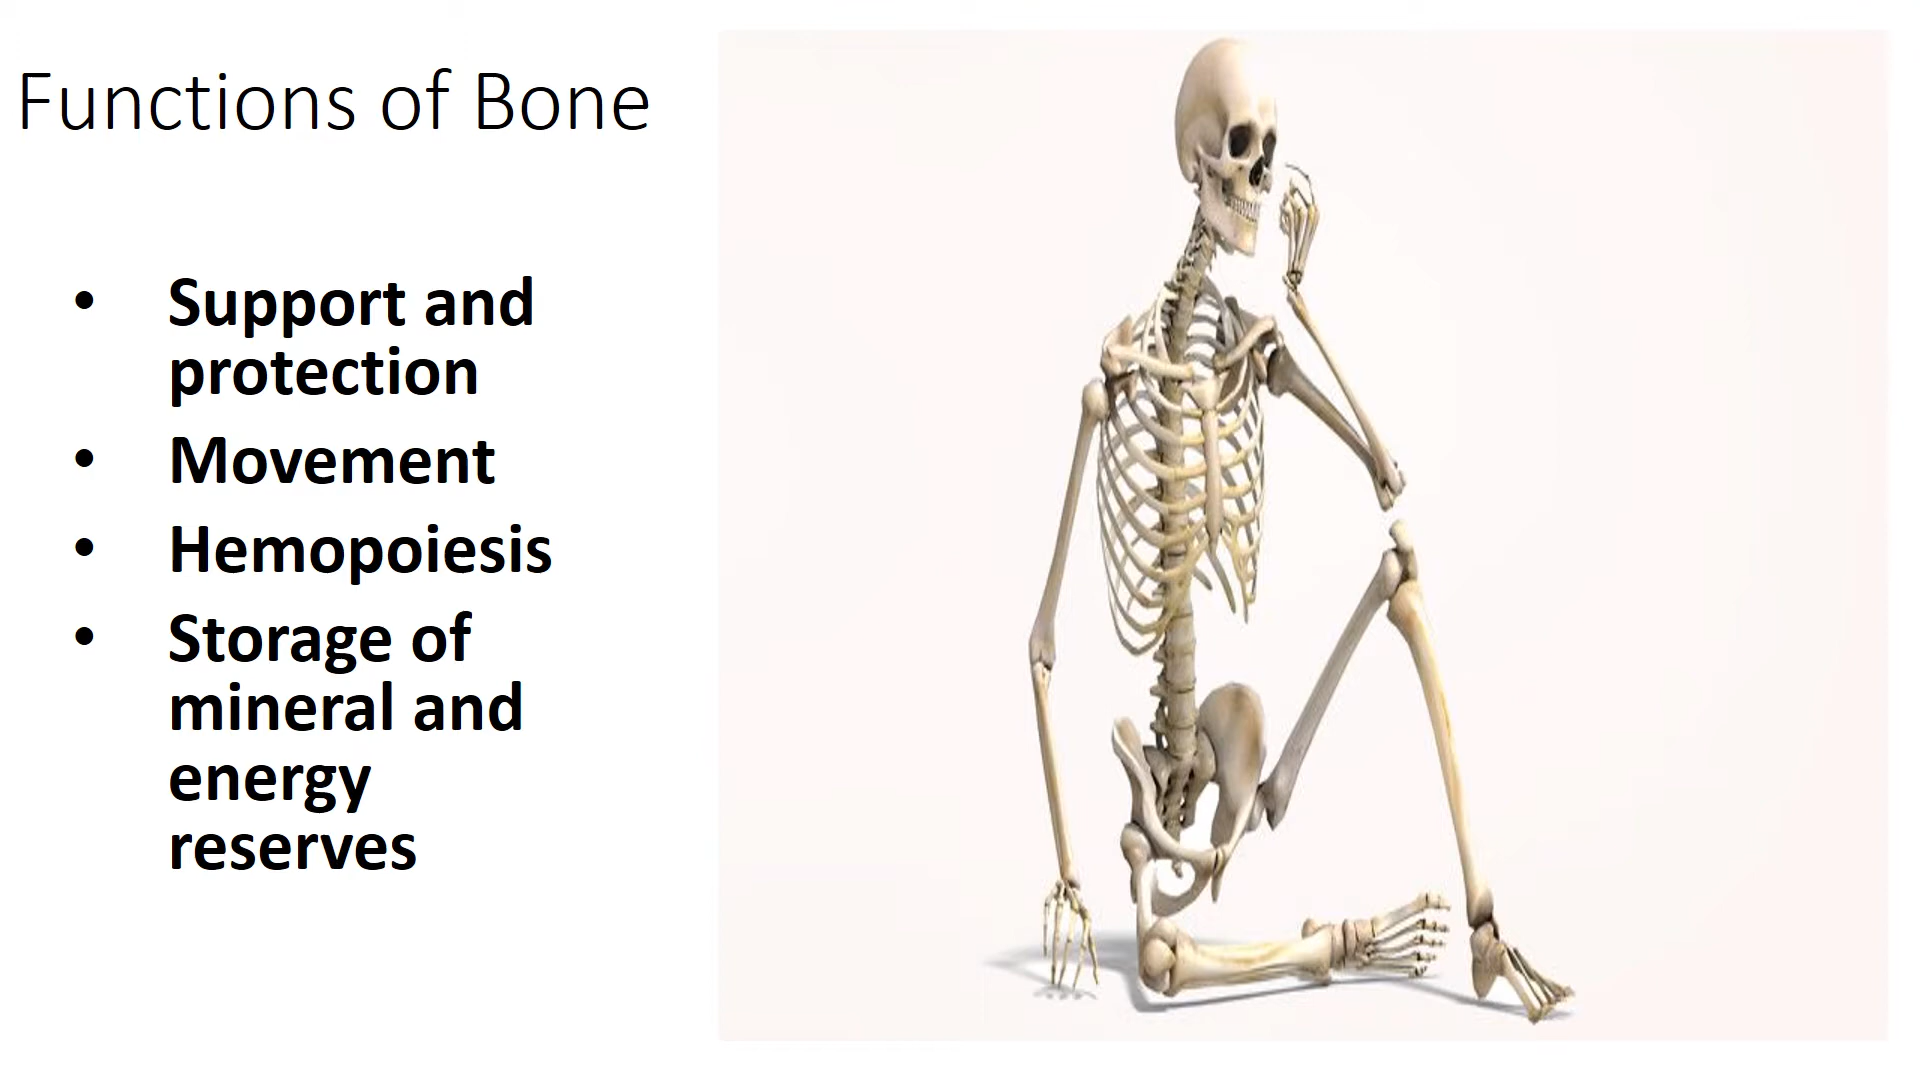 Functions of Bone
• Support and
protection
• Movement
• Hemopoiesis
• Storage of
mineral and
energy
reserves